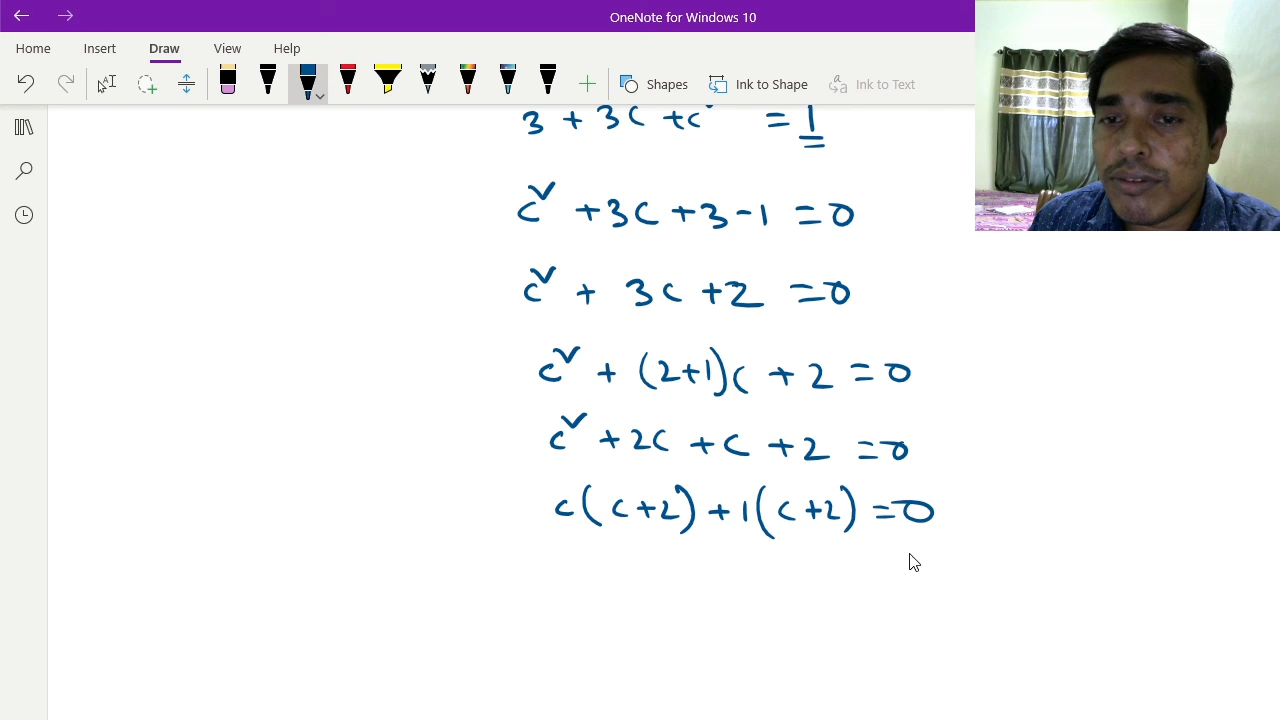 OneNote for Windows 10
Home Insert Draw View Help
Shapes Ink to Shape Ink to Text
3 + 3c + c² = 1
c² + 3c + 3 - 1 = 0
c² + 3c + 2 = 0
c² + (2+1)c + 2 = 0
c² + 2c + c + 2 = 0
c(c+2) + 1(c+2) = 0